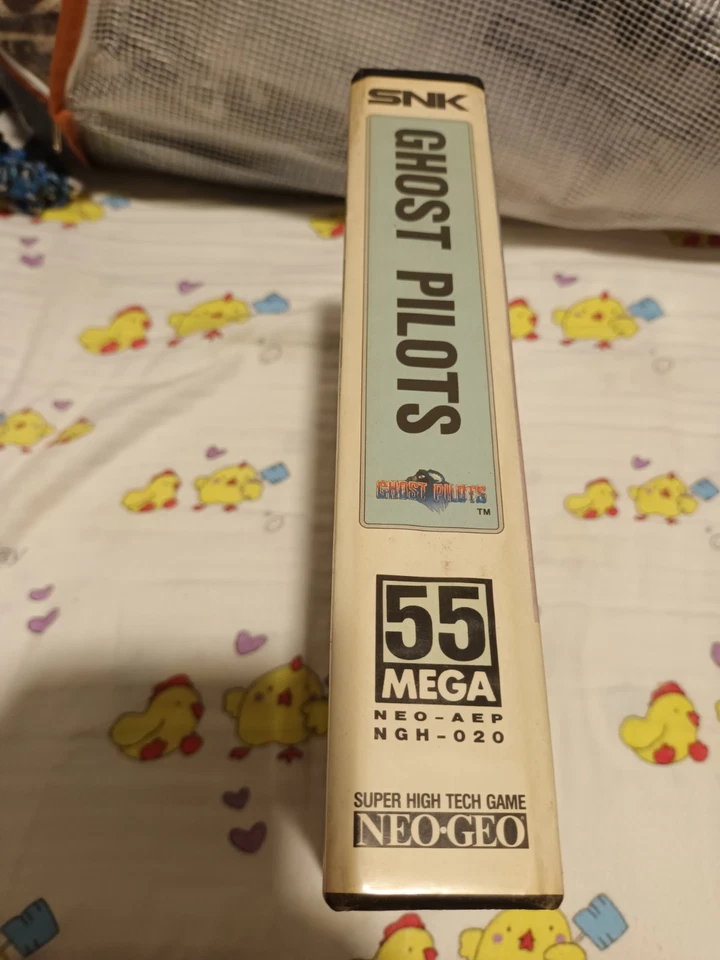 SNK
GHOST PILOTS
GHOST PILOTS
TM
55
MEGA
NEO-AEP
NGH-020
SUPER HIGH TECH GAME
NEO·GEO